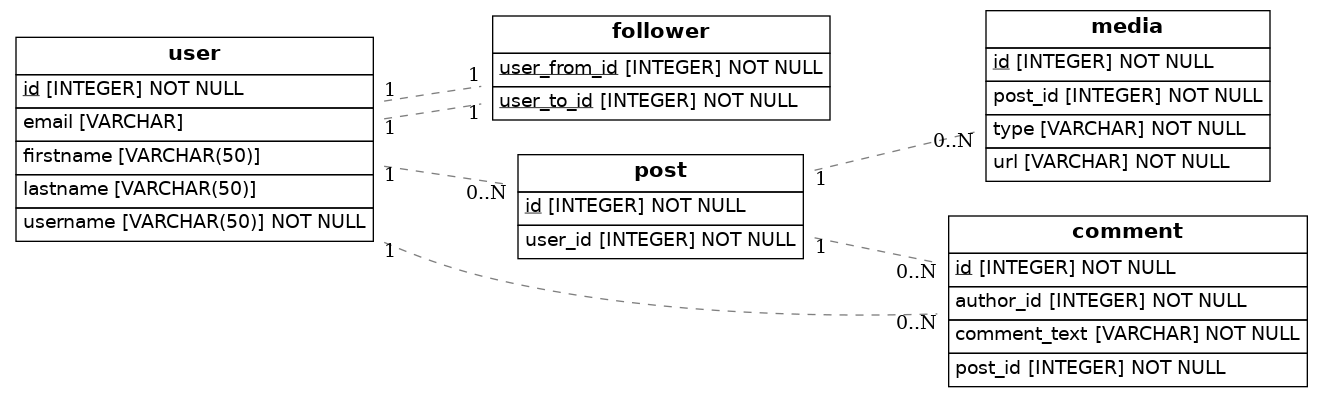 user
id [INTEGER] NOT NULL
email [VARCHAR]
firstname [VARCHAR(50)]
lastname [VARCHAR(50)]
username [VARCHAR(50)] NOT NULL
1
1
1
1
1
1
0..N
0..N
follower
user_from_id [INTEGER] NOT NULL
user_to_id [INTEGER] NOT NULL
post
id [INTEGER] NOT NULL
user_id [INTEGER] NOT NULL
1
0..N
1
0..N
media
id [INTEGER] NOT NULL
post_id [INTEGER] NOT NULL
type [VARCHAR] NOT NULL
url [VARCHAR] NOT NULL
comment
id [INTEGER] NOT NULL
author_id [INTEGER] NOT NULL
comment_text [VARCHAR] NOT NULL
post_id [INTEGER] NOT NULL